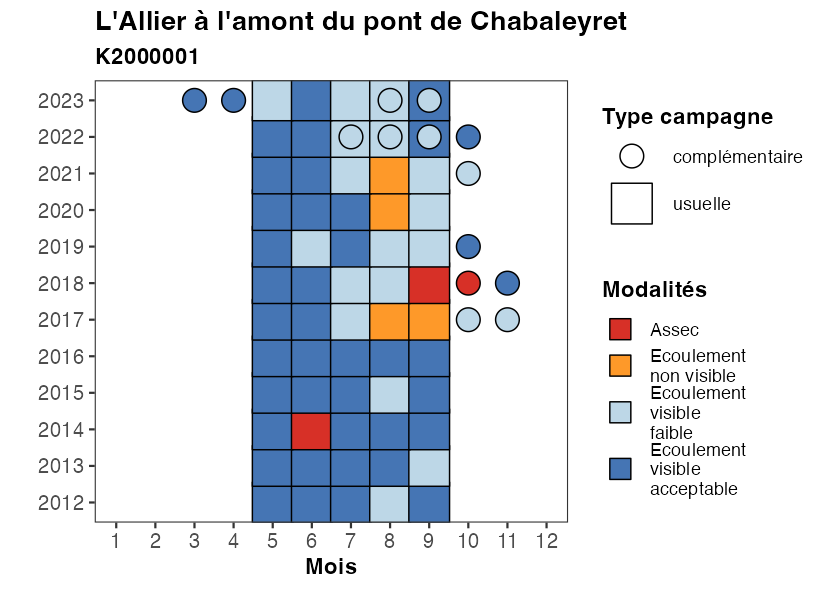 L'Allier à l'amont du pont de Chabaleyret
K2000001
2023
2022
2021
2020
2019
2018
2017
2016
2015
2014
2013
2012
1 2 3 4 5 6 7 8 9 10 11 12
Mois
Type campagne
complémentaire
usuelle
Modalités
Assec
Ecoulement
non visible
Ecoulement
visible
faible
Ecoulement
visible
acceptable